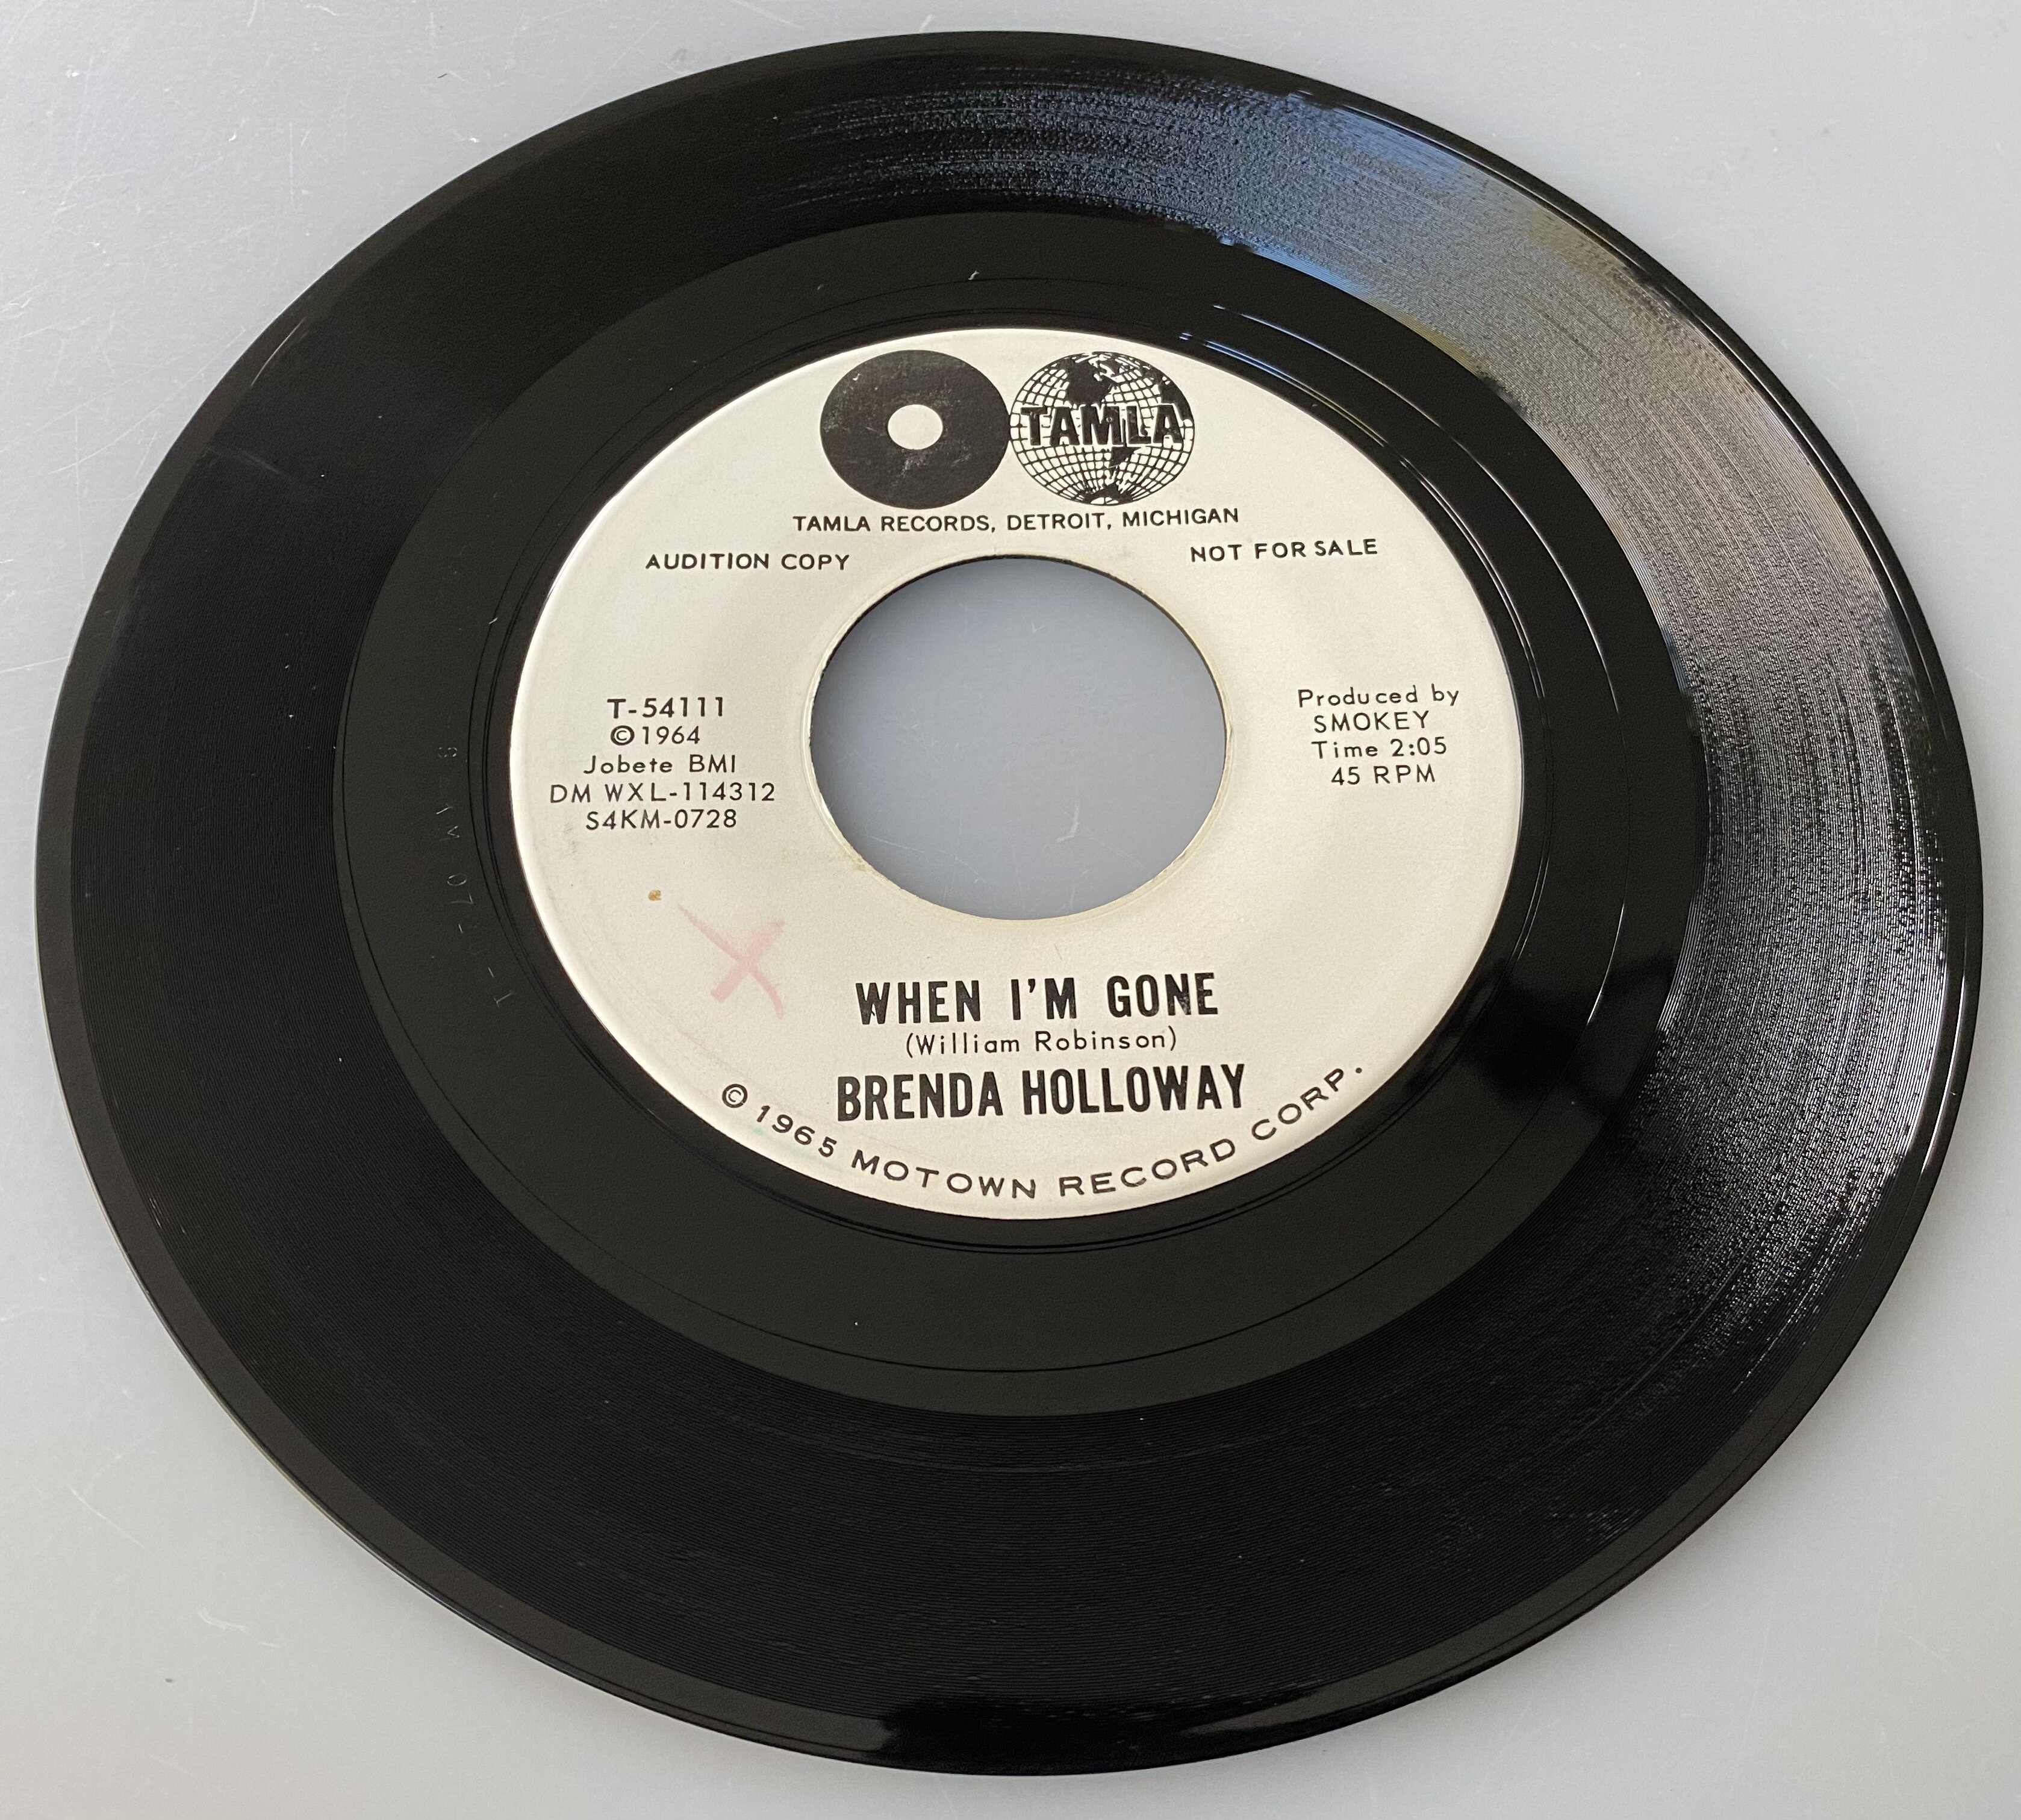 TAMLA
TAMLA RECORDS, DETROIT, MICHIGAN
AUDITION COPY
NOT FOR SALE
T-54111
©1964
Jobete BMI
DM WXL-114312
S4KM-0728
Produced by
SMOKEY
Time 2:05
45 RPM
WHEN I'M GONE
(William Robinson)
BRENDA HOLLOWAY
© 1965 MOTOWN RECORD CORP.